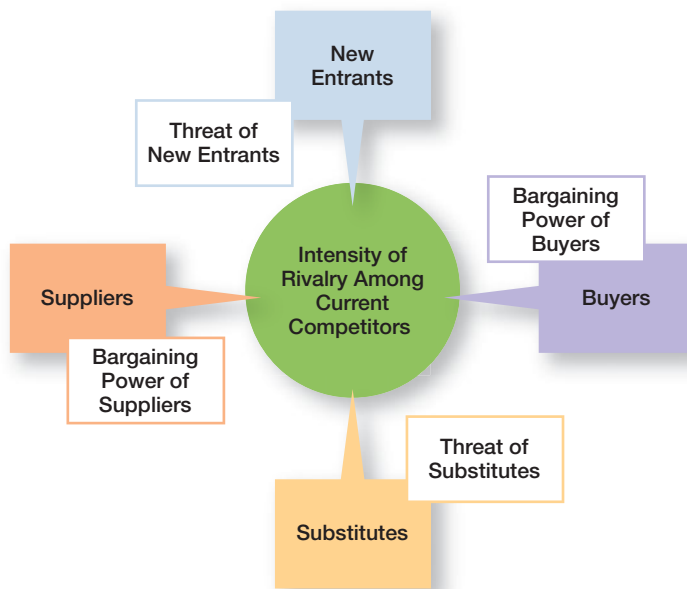 New
Entrants
Threat of
New Entrants
Bargaining
Power of
Buyers
Intensity of
Rivalry Among
Current
Competitors
Suppliers
Buyers
Bargaining
Power of
Suppliers
Threat of
Substitutes
Substitutes